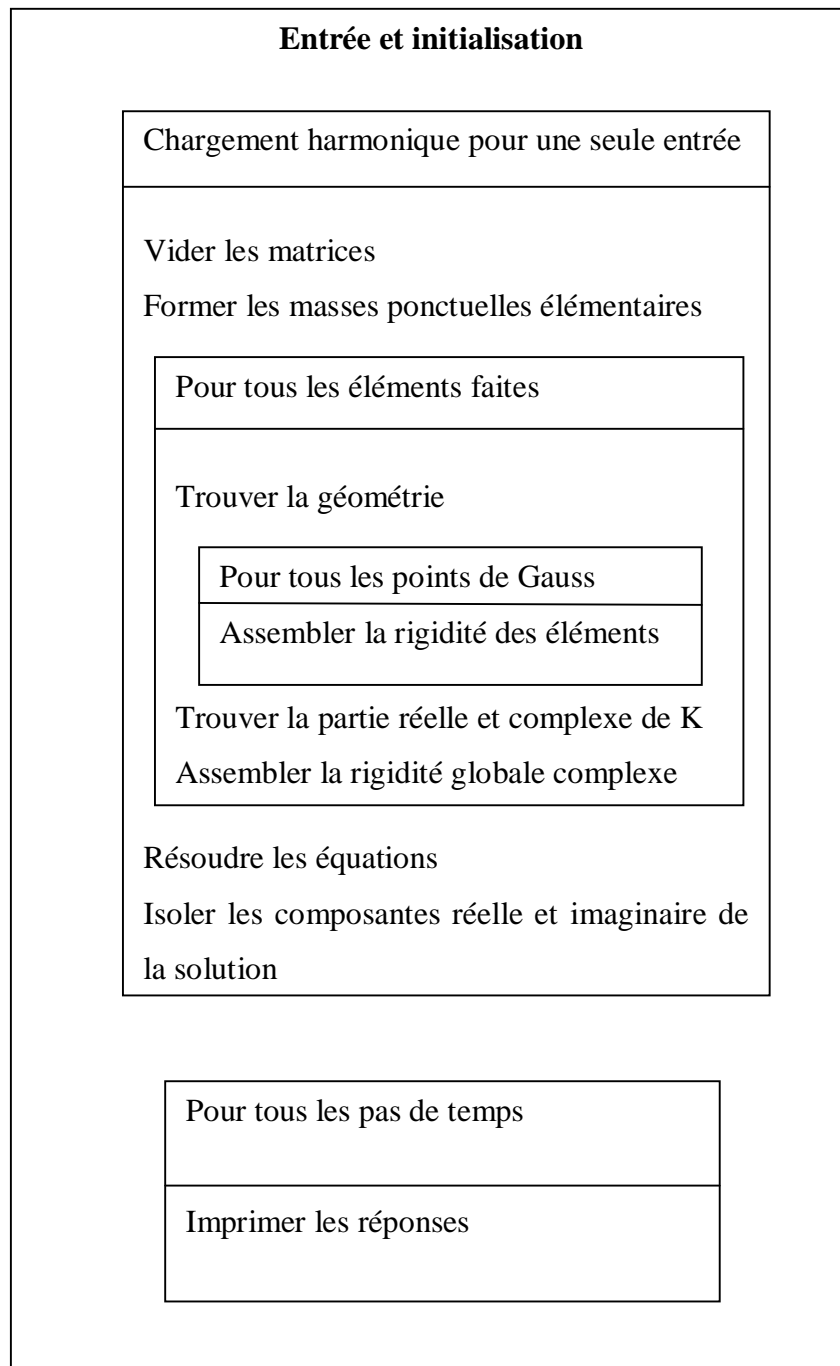 Entrée et initialisation
Chargement harmonique pour une seule entrée
Vider les matrices
Former les masses ponctuelles élémentaires
Pour tous les éléments faites
Trouver la géométrie
Pour tous les points de Gauss
Assembler la rigidité des éléments
Trouver la partie réelle et complexe de K
Assembler la rigidité globale complexe
Résoudre les équations
Isoler les composantes réelle et imaginaire de
la solution
Pour tous les pas de temps
Imprimer les réponses